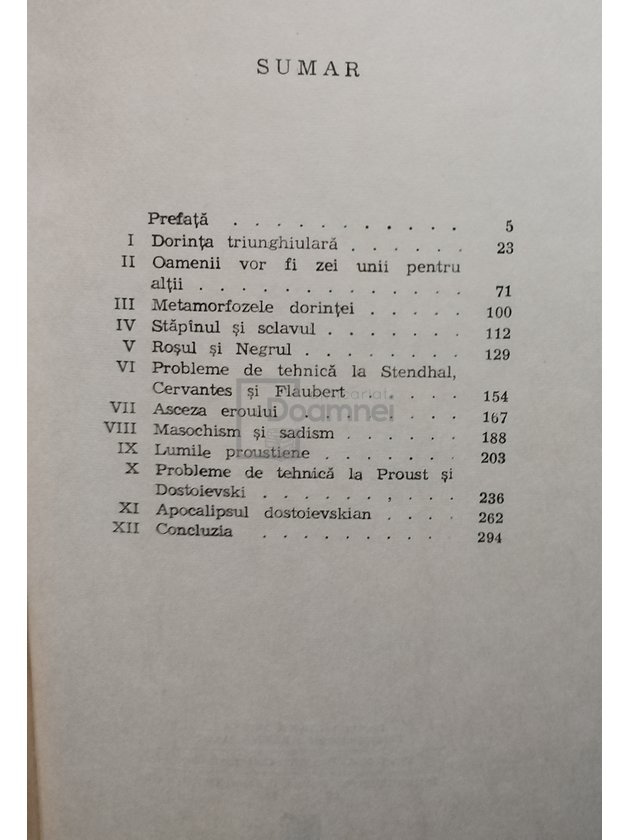 SUMAR
Prefață . . . . . . . . . . . 5
I Dorința triunghiulară . . . . . . 23
II Oamenii vor fi zei unii pentru
alții . . . . . . . . . . . . . 71
III Metamorfozele dorinței . . . . . 100
IV Stăpînul și sclavul . . . . . . . 112
V Roșul și Negrul . . . . . . . . 129
VI Probleme de tehnică la Stendhal,
Cervantes și Flaubert . . . . . 154
VII Asceza eroului . . . . . . . . 167
VIII Masochism și sadism . . . . . . 188
IX Lumile proustiene . . . . . . . 203
X Probleme de tehnică la Proust și
Dostoievski . . . . . . , . . . 236
XI Apocalipsul dostoievskian . . . . 262
XII Concluzia . . . . . . . . . . 294
Doamnei